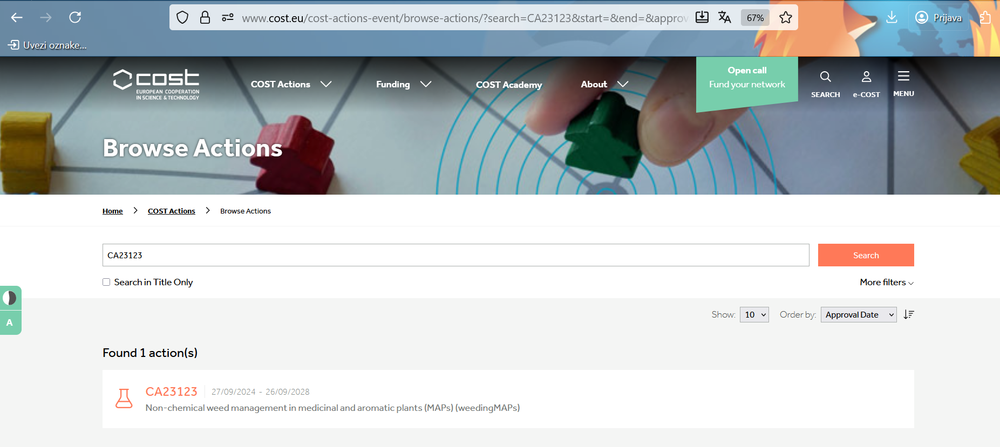 www.cost.eu/cost-actions-event/browse-actions/?search=CA23123&start=&end=&approv
67%
Prijava
Uvezi oznake...
cost
EUROPEAN COOPERATION
IN SCIENCE & TECHNOLOGY
COST Actions
Funding
COST Academy
About
Open call
Fund your network
SEARCH
e-COST
MENU
Browse Actions
Home
COST Actions
Browse Actions
CA23123
Search
Search in Title Only
More filters
A
Show: 10
Order by: Approval Date
Found 1 action(s)
CA23123
27/09/2024 - 26/09/2028
Non-chemical weed management in medicinal and aromatic plants (MAPs) (weedingMAPs)